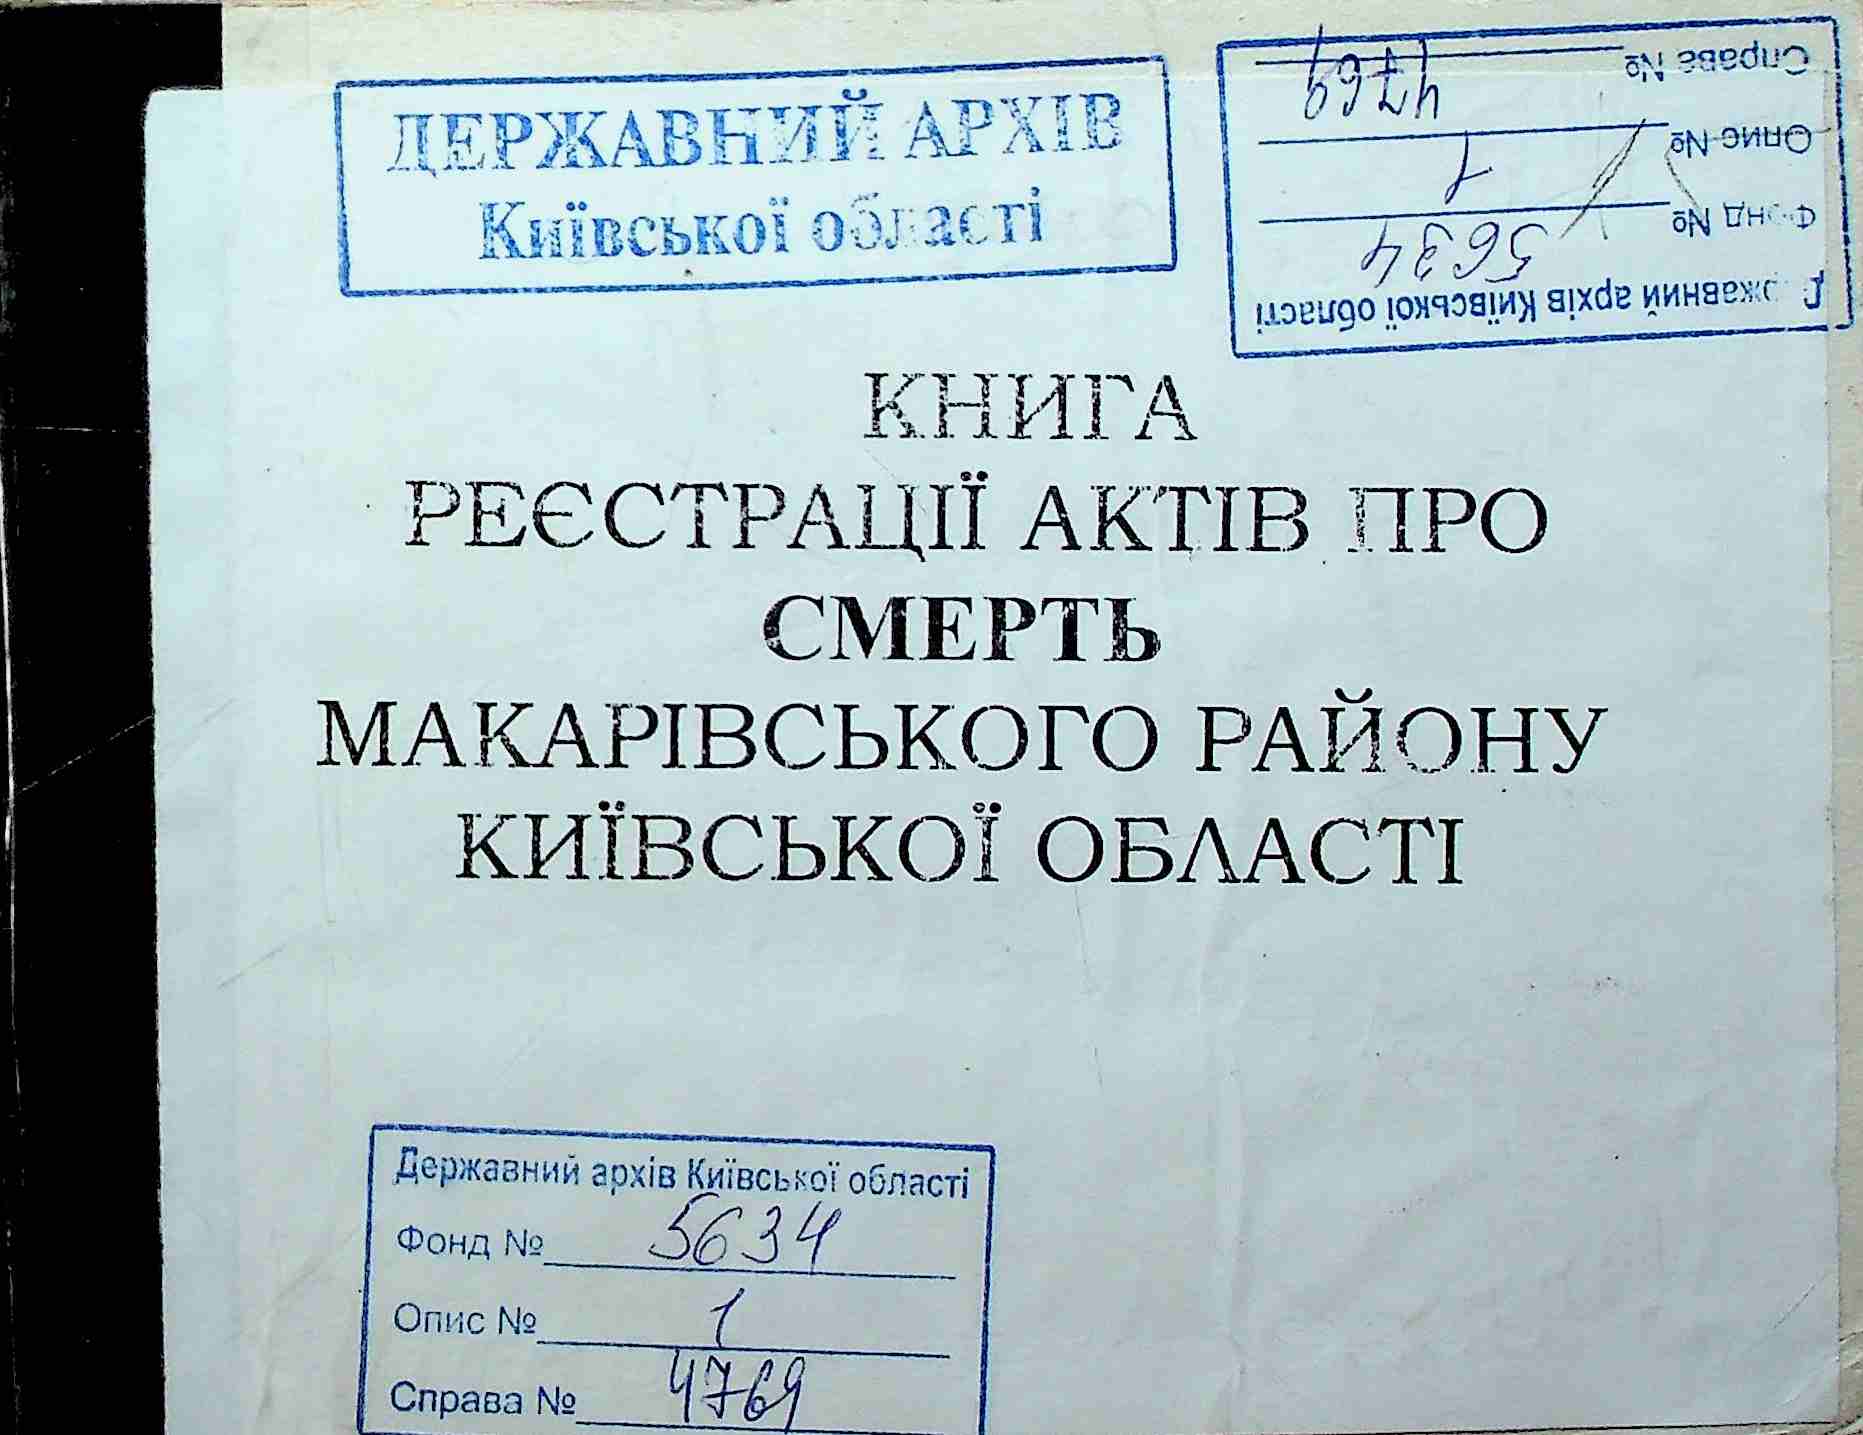 ДЕРЖАВНИЙ АРХІВ
Київської області
Державний архів Київської області
Фонд № 5634
Опис № 1
Справа № 4769
КНИГА
РЕЄСТРАЦІЇ АКТІВ ПРО
СМЕРТЬ
МАКАРІВСЬКОГО РАЙОНУ
КИЇВСЬКОЇ ОБЛАСТІ
Державний архів Київської області
Фонд № 5634
Опис № 1
Справа № 4769